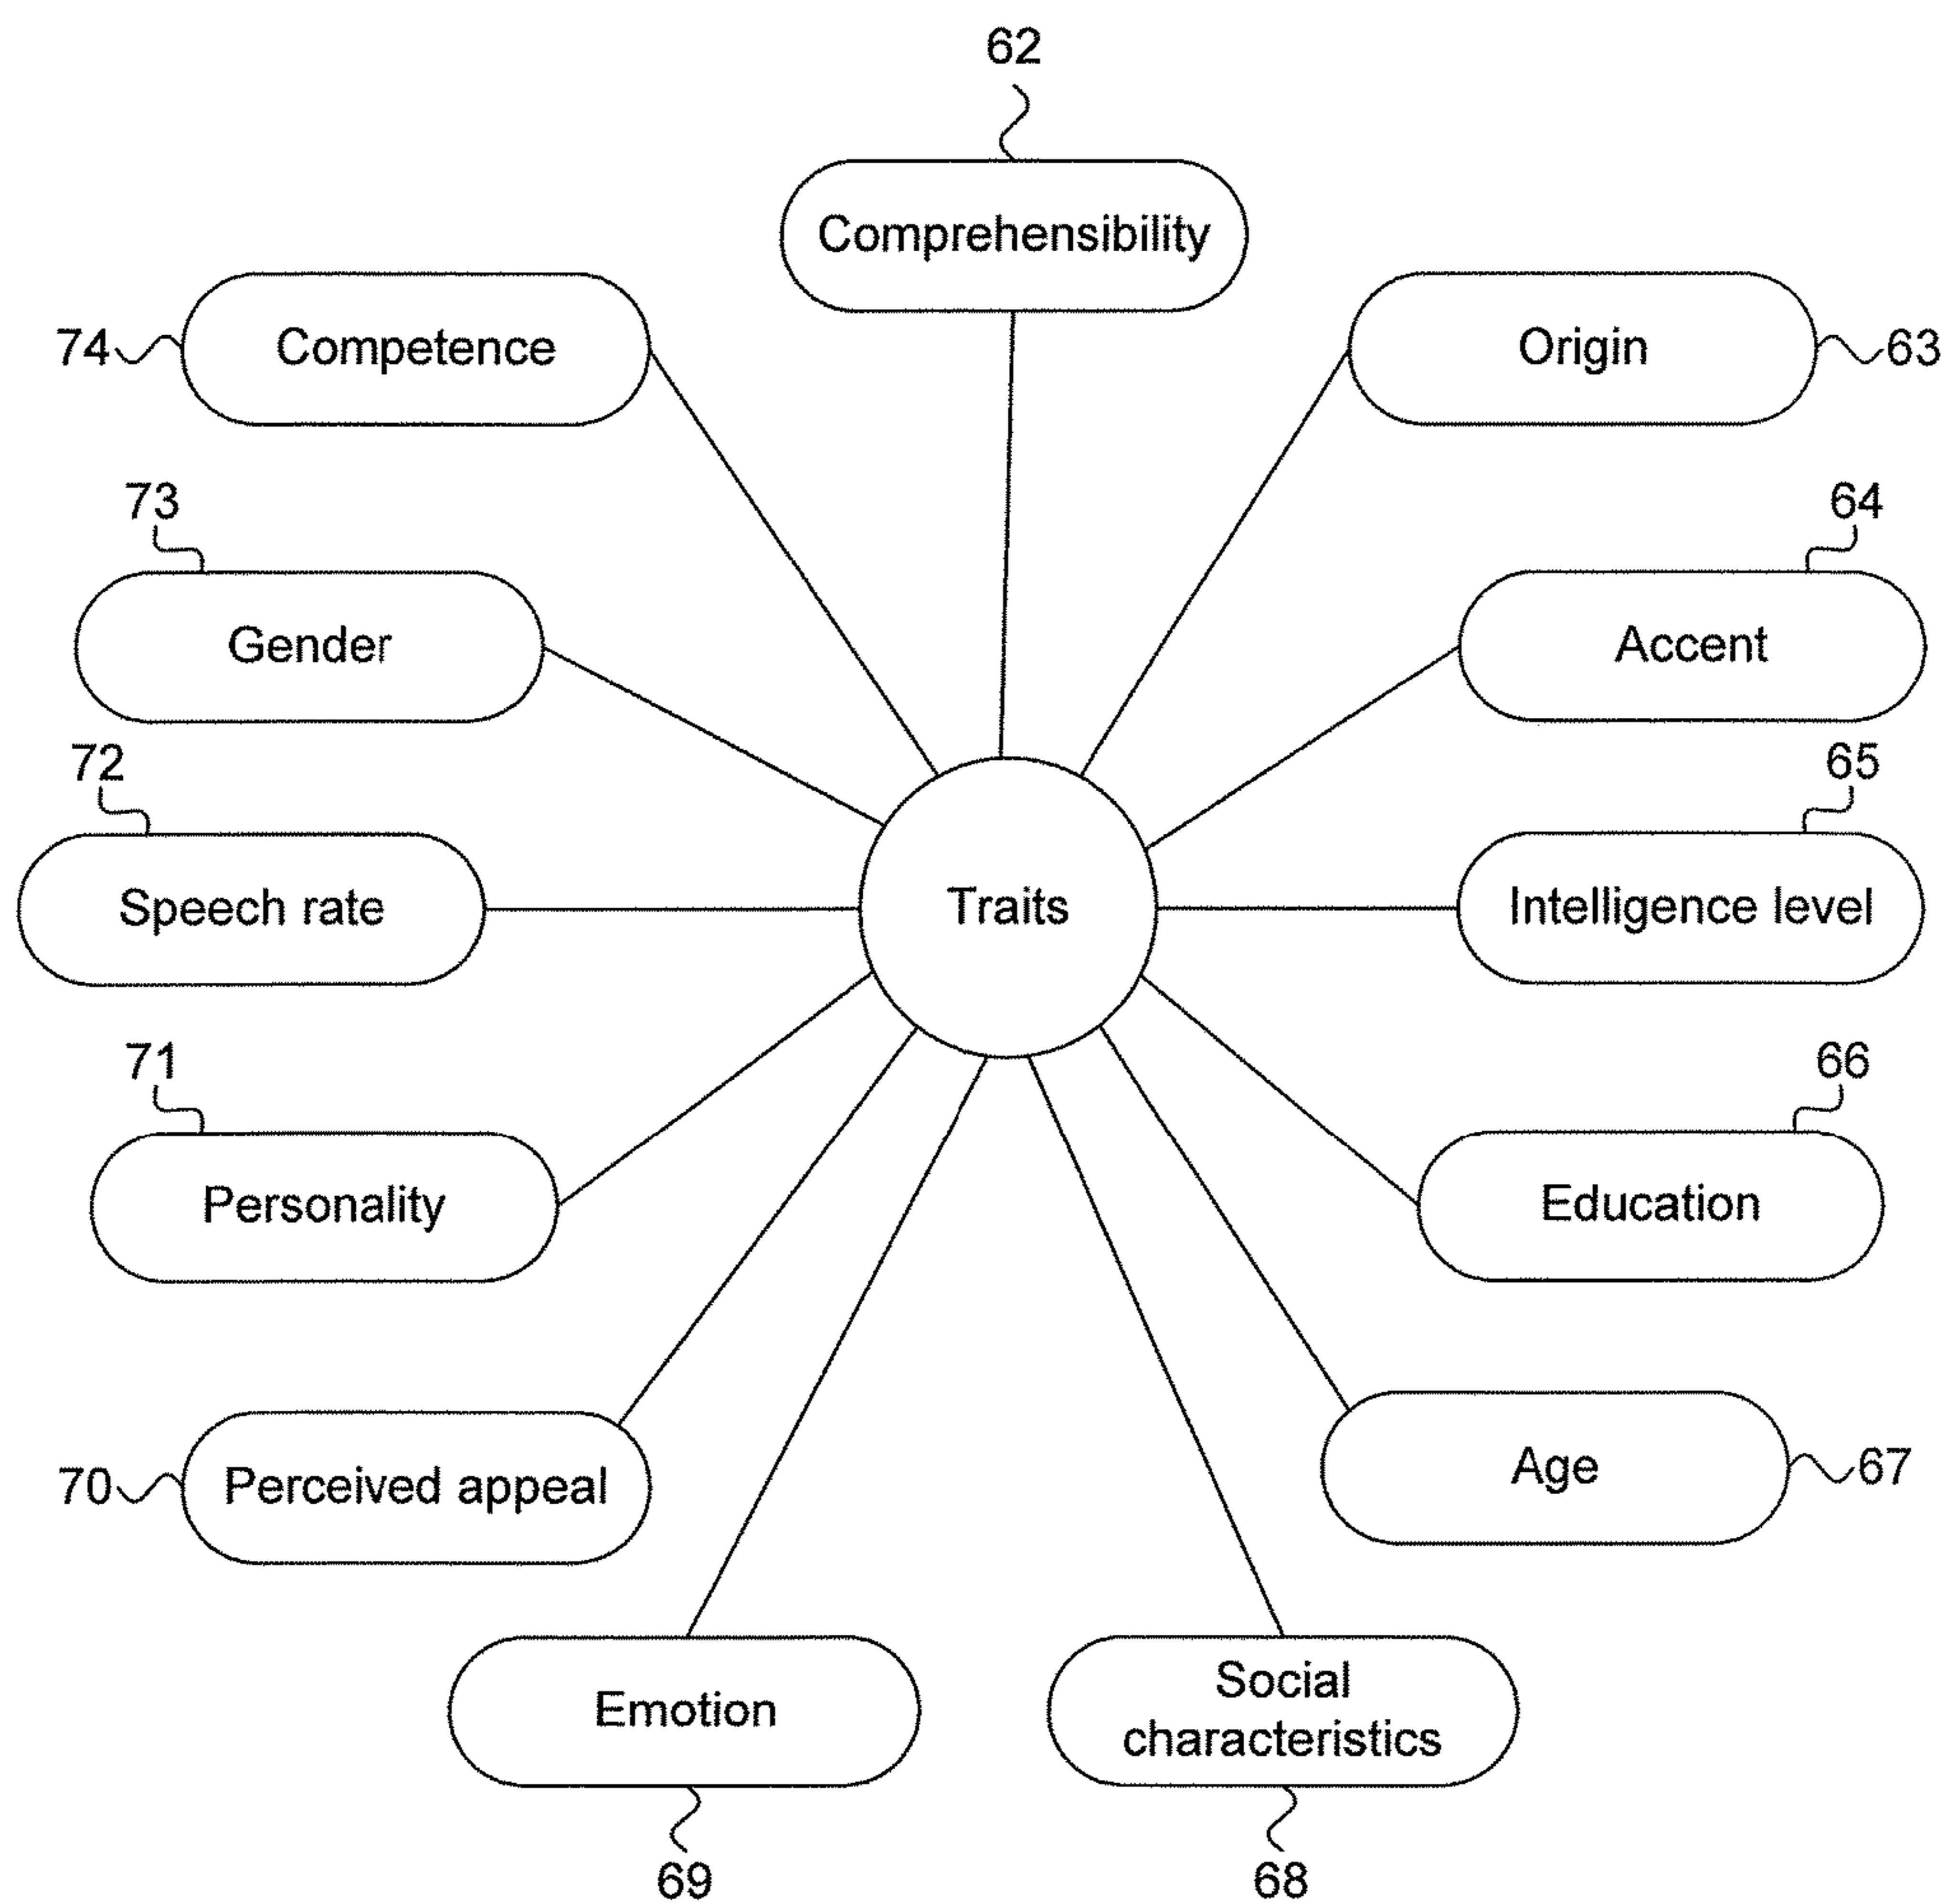 62
Comprehensibility
74
Competence
Origin
63
73
64
Gender
Accent
72
65
Speech rate
Traits
Intelligence level
71
66
Personality
Education
70
Perceived appeal
Age
67
Emotion
Social
characteristics
69
68